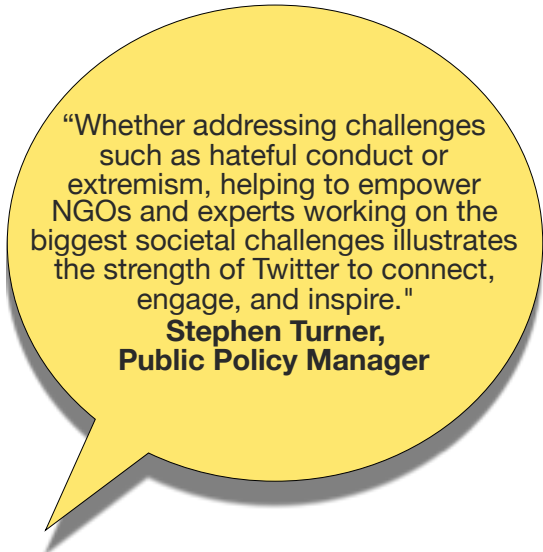 “Whether addressing challenges
such as hateful conduct or
extremism, helping to empower
NGOs and experts working on the
biggest societal challenges illustrates
the strength of Twitter to connect,
engage, and inspire."
Stephen Turner,
Public Policy Manager